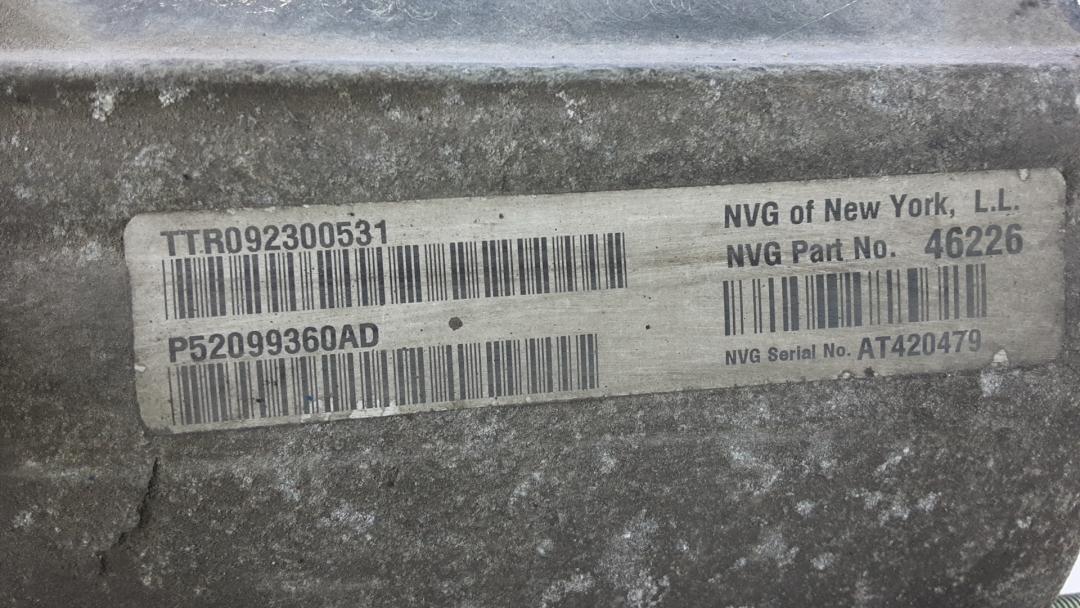 TTR092300531
P52099360AD
NVG of New York, L.L.
NVG Part No. 46226
NVG Serial No. AT420479